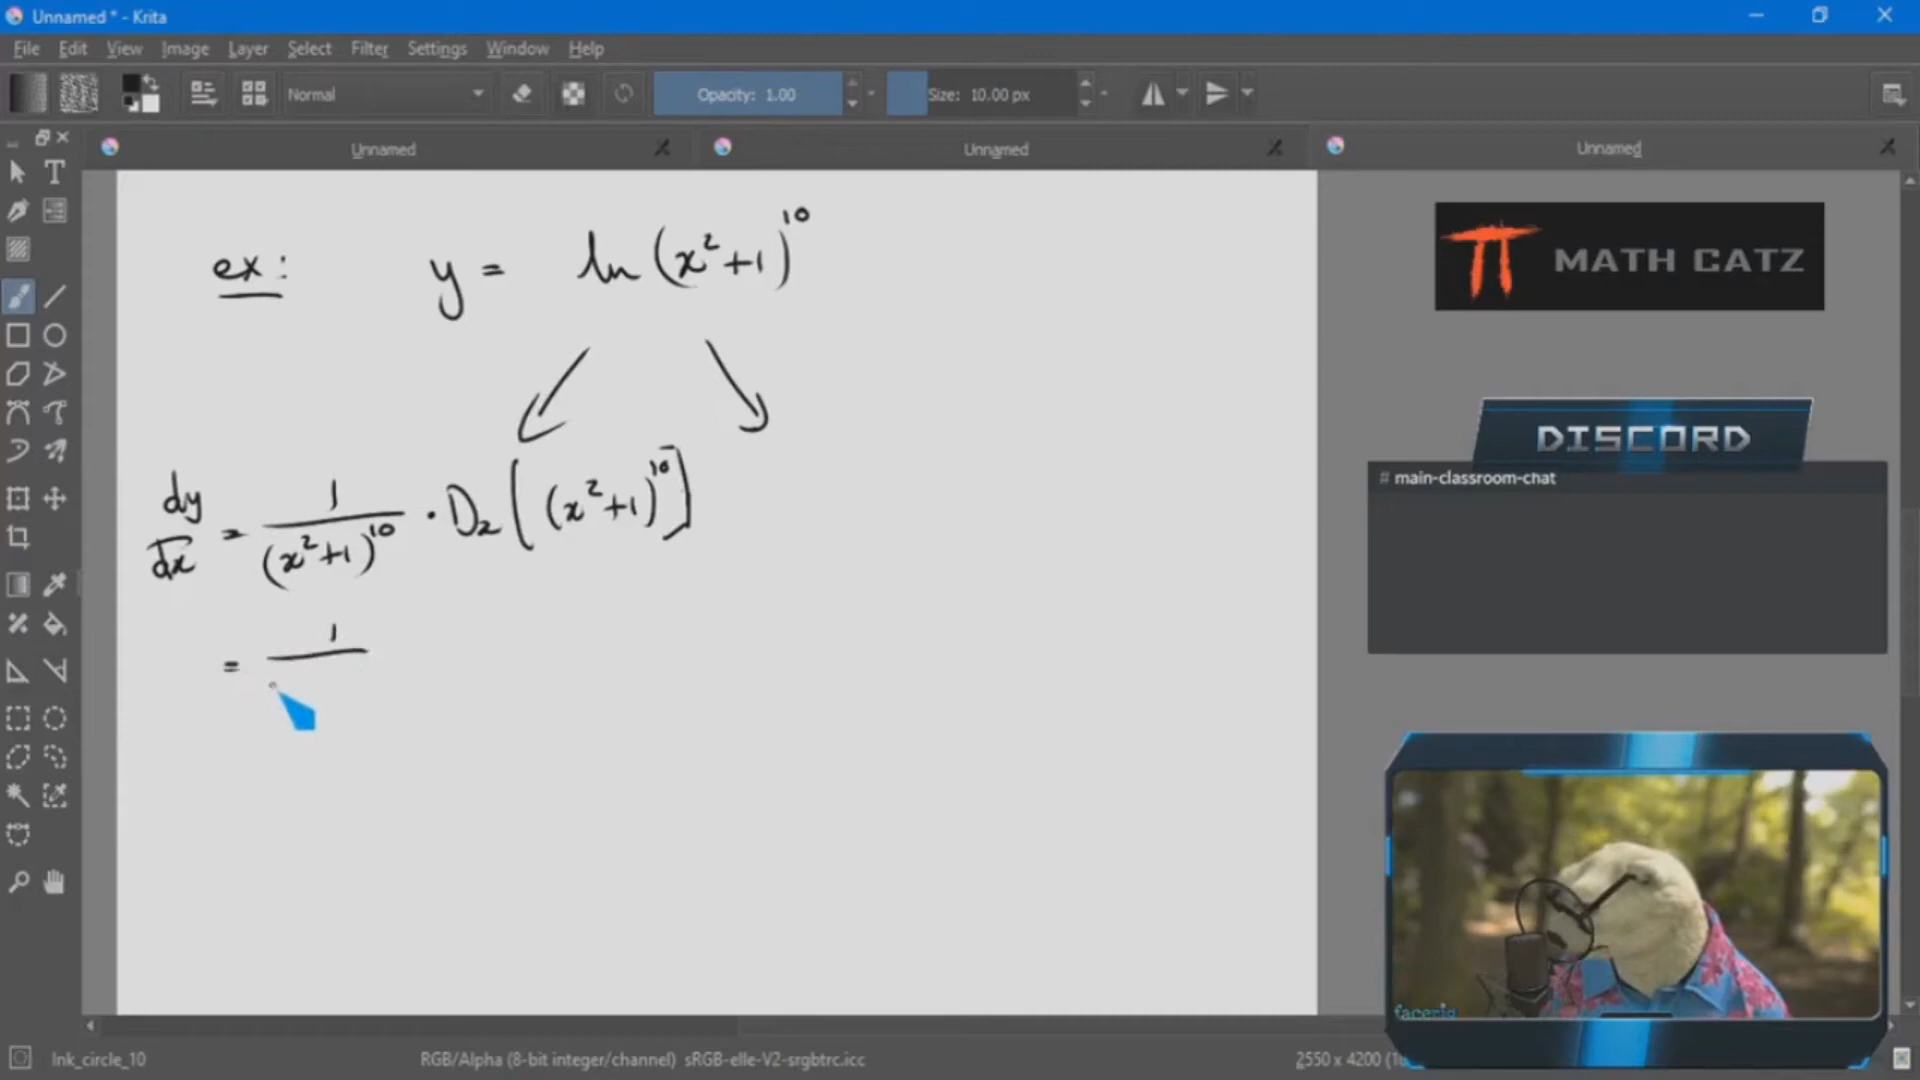 Unnamed * - Krita
File Edit View Image Layer Select Filter Settings Window Help
Normal Opacity: 1.00 Size: 10.00 px
Unnamed Unnamed Unnamed
ex: y = ln (x²+1)¹⁰
MATH CATZ
DISCORD
# main-classroom-chat
dy/dx = 1/(x²+1)¹⁰ · Dx [(x²+1)¹⁰]
= 1/
facerig
Ink_circle_10 RGB/Alpha (8-bit integer/channel) sRGB-elle-V2-srgbtrc.icc 2550 x 4200